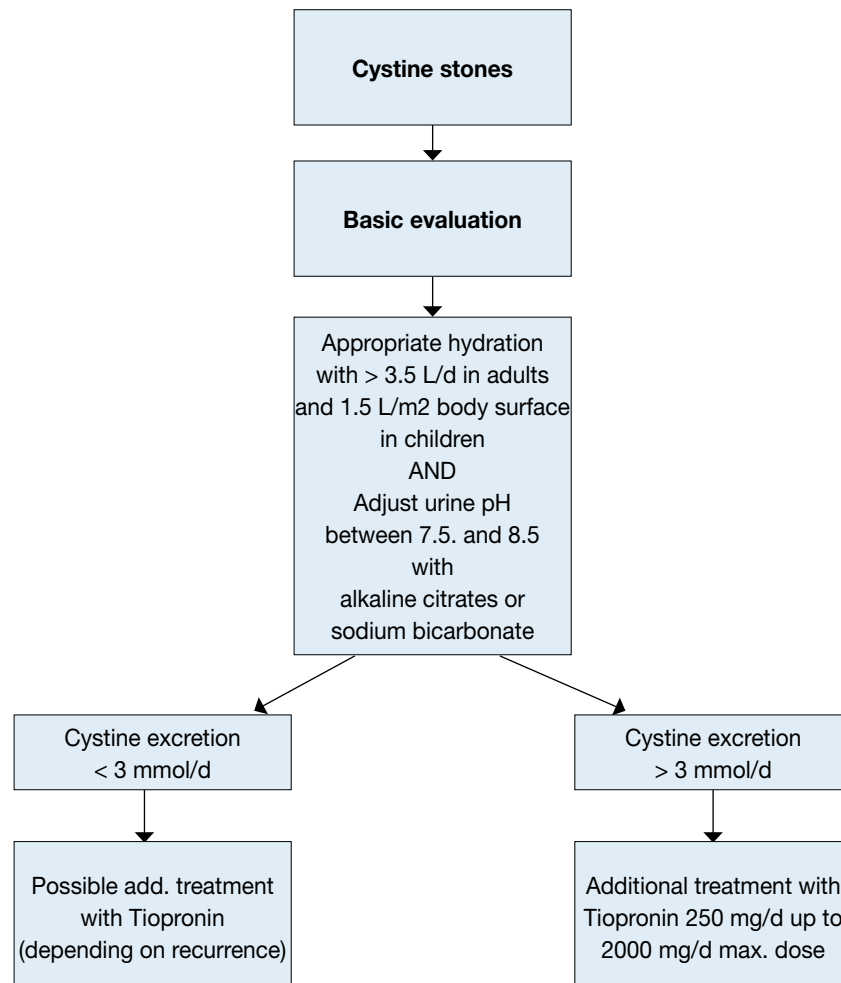 Cystine stones
Basic evaluation
Appropriate hydration
with > 3.5 L/d in adults
and 1.5 L/m2 body surface
in children
AND
Adjust urine pH
between 7.5. and 8.5
with
alkaline citrates or
sodium bicarbonate
Cystine excretion
< 3 mmol/d
Cystine excretion
> 3 mmol/d
Possible add. treatment
with Tiopronin
(depending on recurrence)
Additional treatment with
Tiopronin 250 mg/d up to
2000 mg/d max. dose